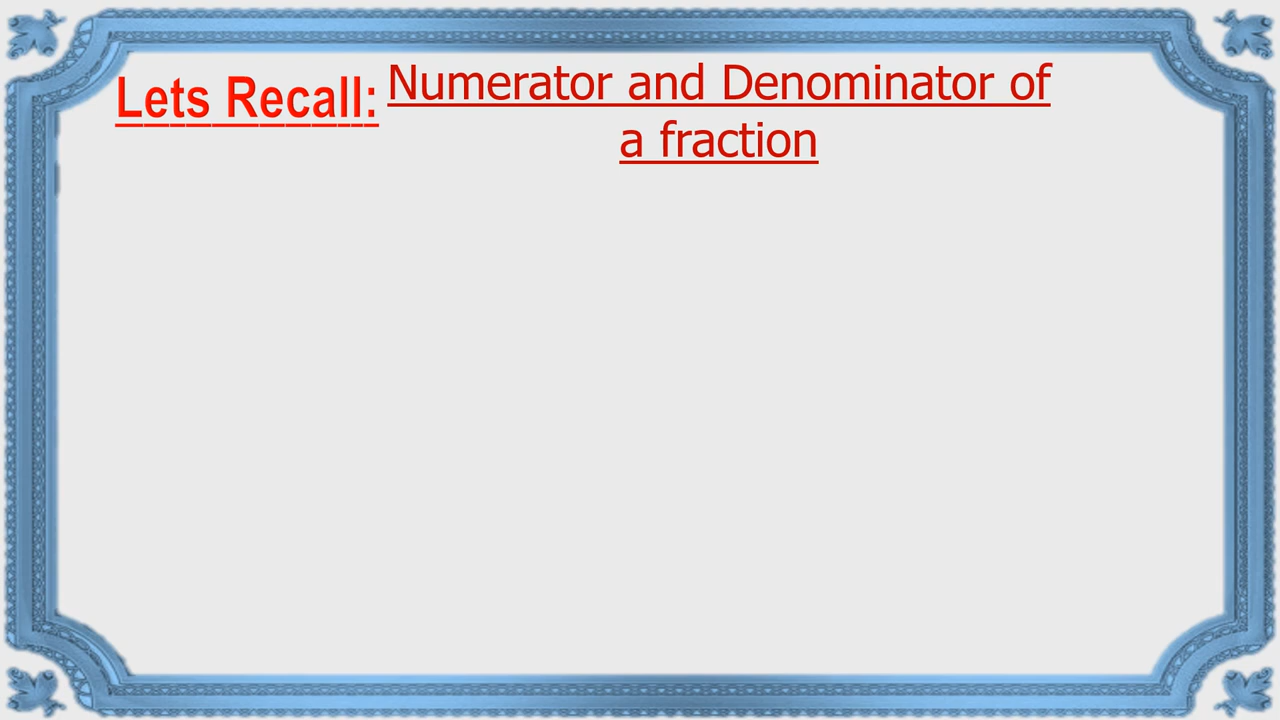 Lets Recall: Numerator and Denominator of
a fraction